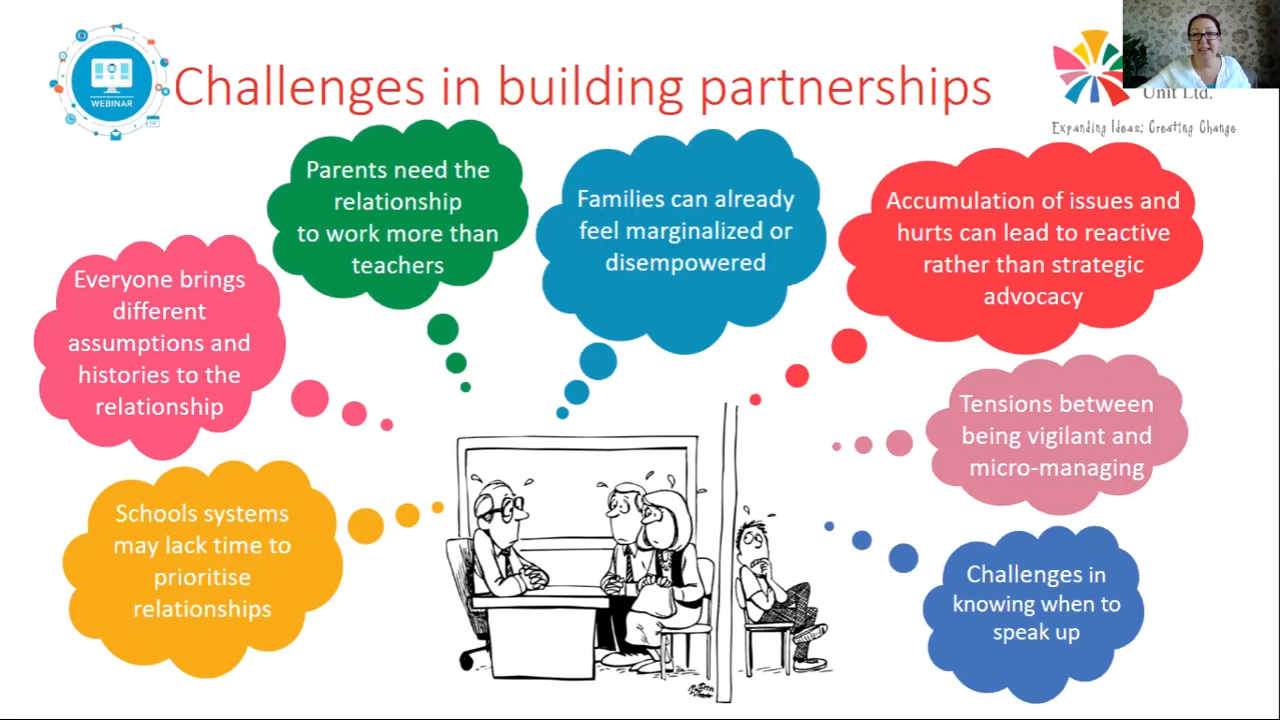 WEBINAR
Challenges in building partnerships
Unit Ltd.
Expanding Ideas; Creating Change
Parents need the
relationship
to work more than
teachers
Families can already
feel marginalized or
disempowered
Accumulation of issues and
hurts can lead to reactive
rather than strategic
advocacy
Everyone brings
different
assumptions and
histories to the
relationship
Tensions between
being vigilant and
micro-managing
Schools systems
may lack time to
prioritise
relationships
Challenges in
knowing when to
speak up